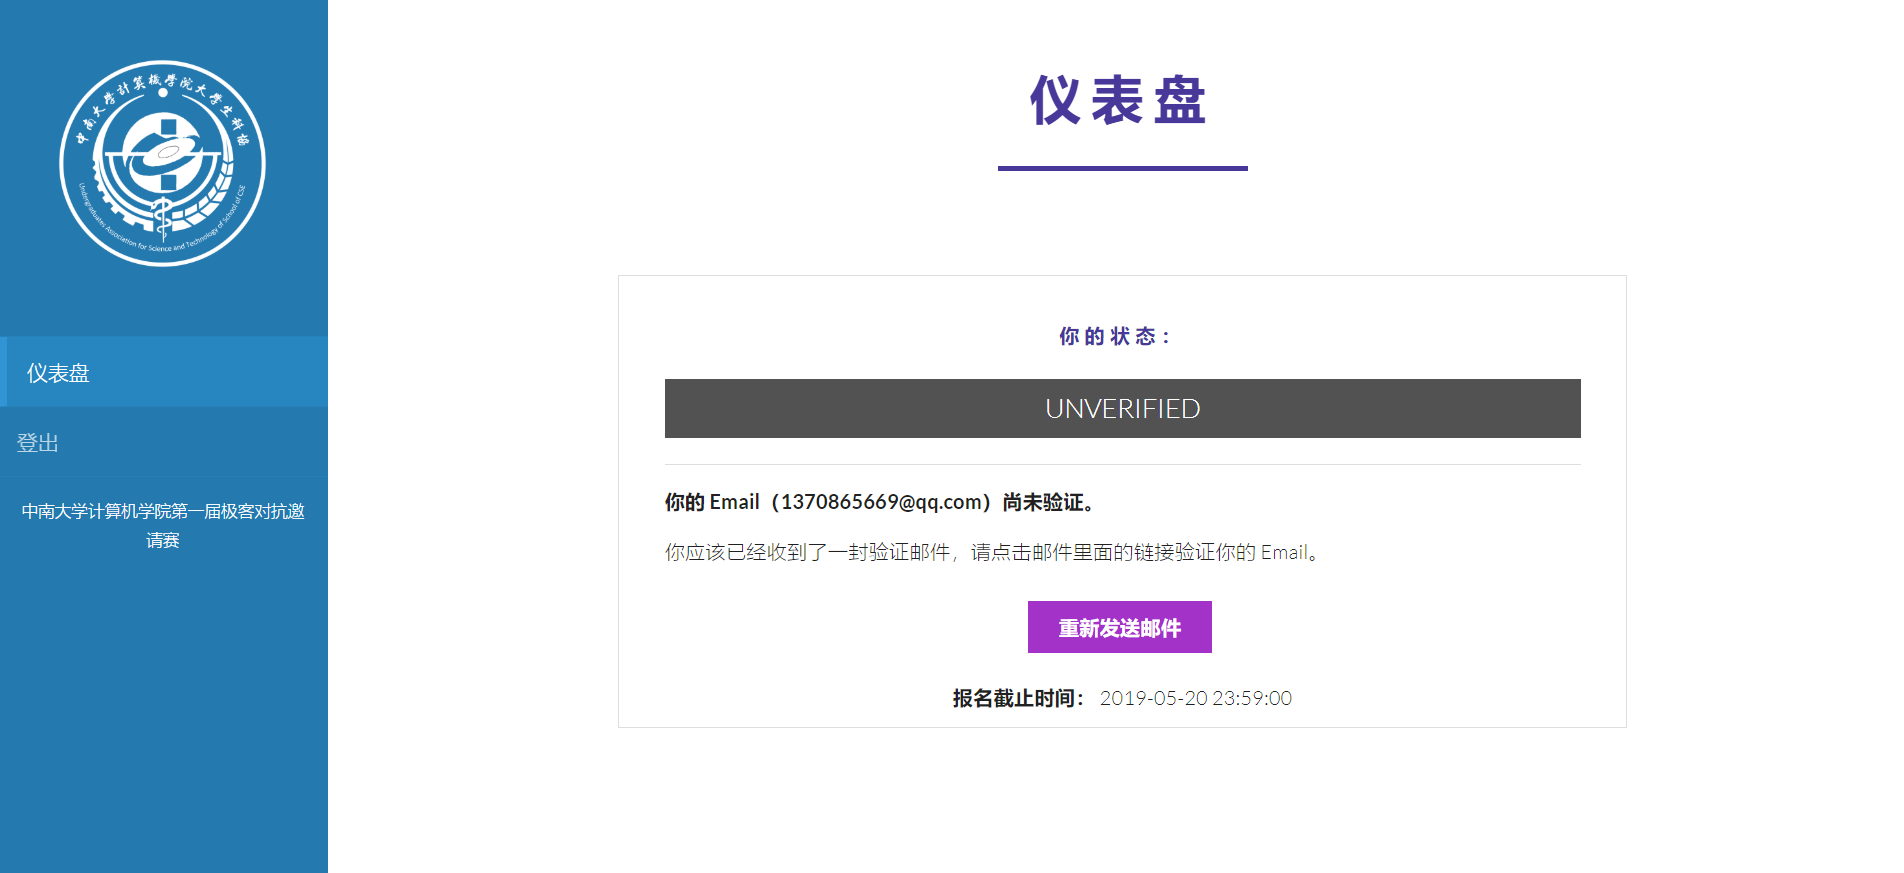 中南大学計算機学院大学生科協
Undergraduates Association for Science and Technology of School of CSE
仪表盘
登出
中南大学计算机学院第一届极客对抗邀
请赛
仪表盘
你的状态：
UNVERIFIED
你的 Email（1370865669@qq.com）尚未验证。
你应该已经收到了一封验证邮件，请点击邮件里面的链接验证你的 Email。
重新发送邮件
报名截止时间： 2019-05-20 23:59:00